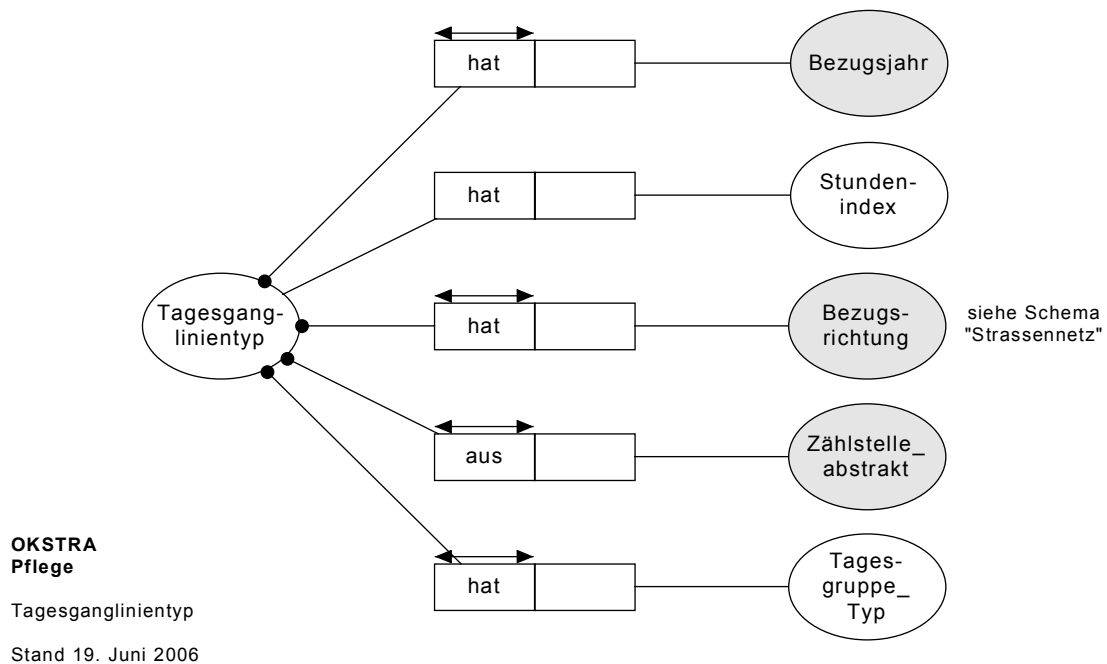 hat
Bezugsjahr
hat
Stunden-
index
Tagesgang-
linientyp
hat
Bezugs-
richtung
siehe Schema
"Strassennetz"
aus
Zählstelle_
abstrakt
hat
Tages-
gruppe_
Typ
OKSTRA
Pflege
Tagesganglinientyp
Stand 19. Juni 2006